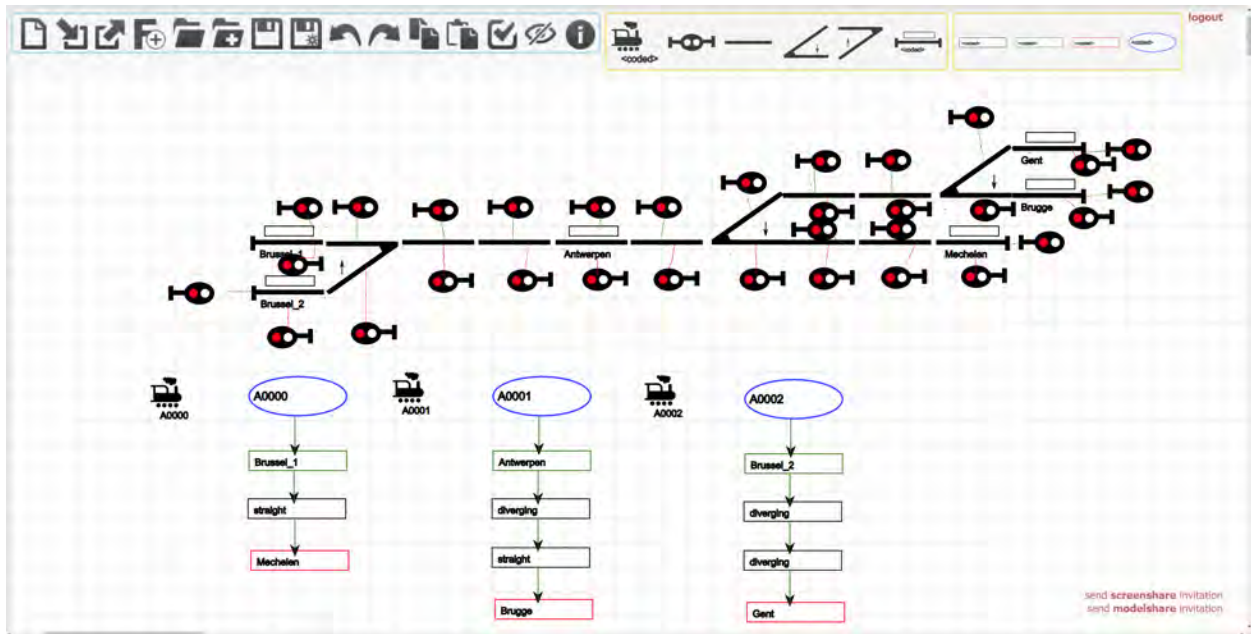 logout
<coded>
<coded>
Gent
Brugge
Brussel_1
Antwerpen
Mechelen
Brussel_2
A0000
A0000
A0001
A0001
A0002
A0002
Brussel_1
Antwerpen
Brussel_2
straight
diverging
diverging
Mechelen
straight
diverging
Brugge
Gent
send screenshare invitation
send modelshare invitation